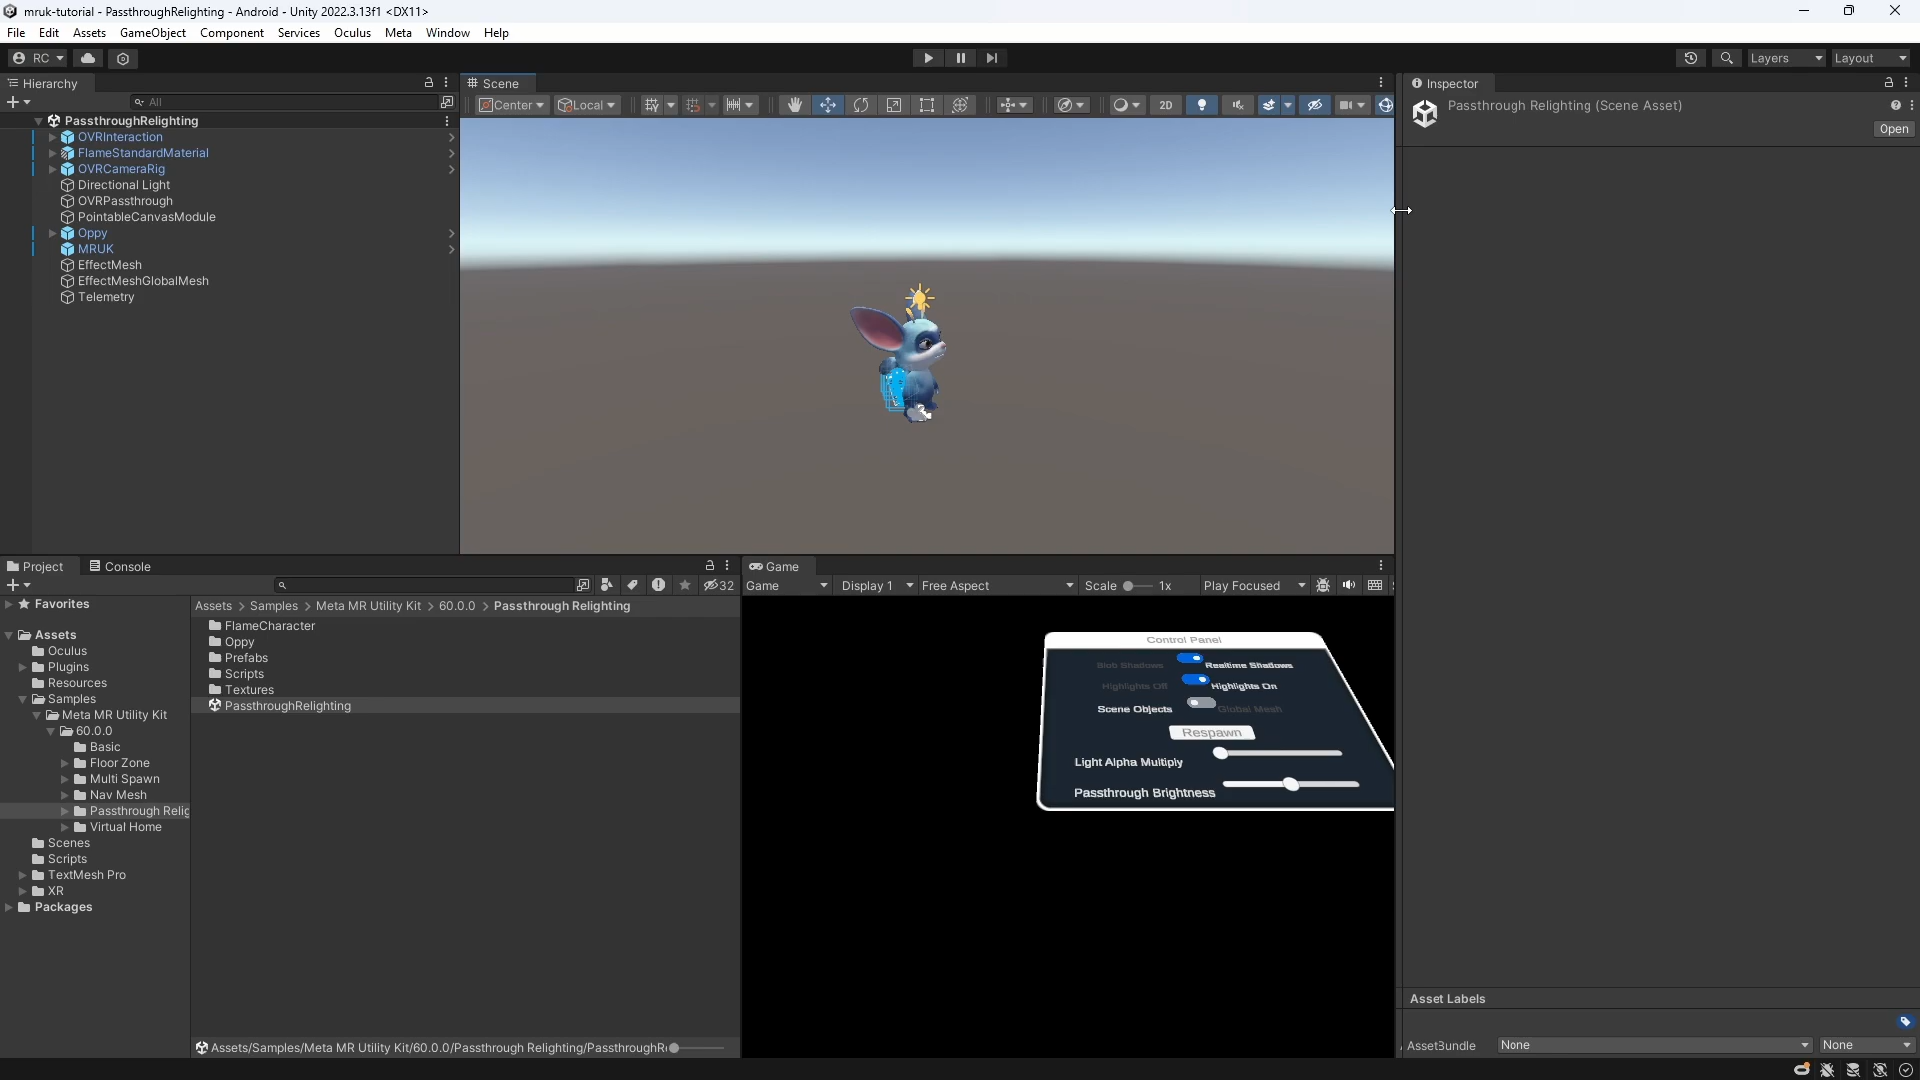 mruk-tutorial - PassthroughRelighting - Android - Unity 2022.3.13f1 <DX11>
File Edit Assets GameObject Component Services Oculus Meta Window Help
RC
Layers
Layout
Hierarchy
All
PassthroughRelighting
OVRInteraction
FlameStandardMaterial
OVRCameraRig
Directional Light
OVRPassthrough
PointableCanvasModule
Oppy
MRUK
EffectMesh
EffectMeshGlobalMesh
Telemetry
Scene
Center
Local
2D
Inspector
Passthrough Relighting (Scene Asset)
Open
Project
Console
32
Favorites
Assets
Oculus
Plugins
Resources
Samples
Meta MR Utility Kit
60.0.0
Basic
Floor Zone
Multi Spawn
Nav Mesh
Passthrough Relig
Virtual Home
Scenes
Scripts
TextMesh Pro
XR
Packages
Assets > Samples > Meta MR Utility Kit > 60.0.0 > Passthrough Relighting
FlameCharacter
Oppy
Prefabs
Scripts
Textures
PassthroughRelighting
Assets/Samples/Meta MR Utility Kit/60.0.0/Passthrough Relighting/PassthroughR
Game
Game
Display 1
Free Aspect
Scale
1x
Play Focused
Control Panel
Blob Shadows
Realtime Shadows
Highlights Off
Highlights On
Scene Objects
Global Mesh
Respawn
Light Alpha Multiply
Passthrough Brightness
Asset Labels
AssetBundle
None
None